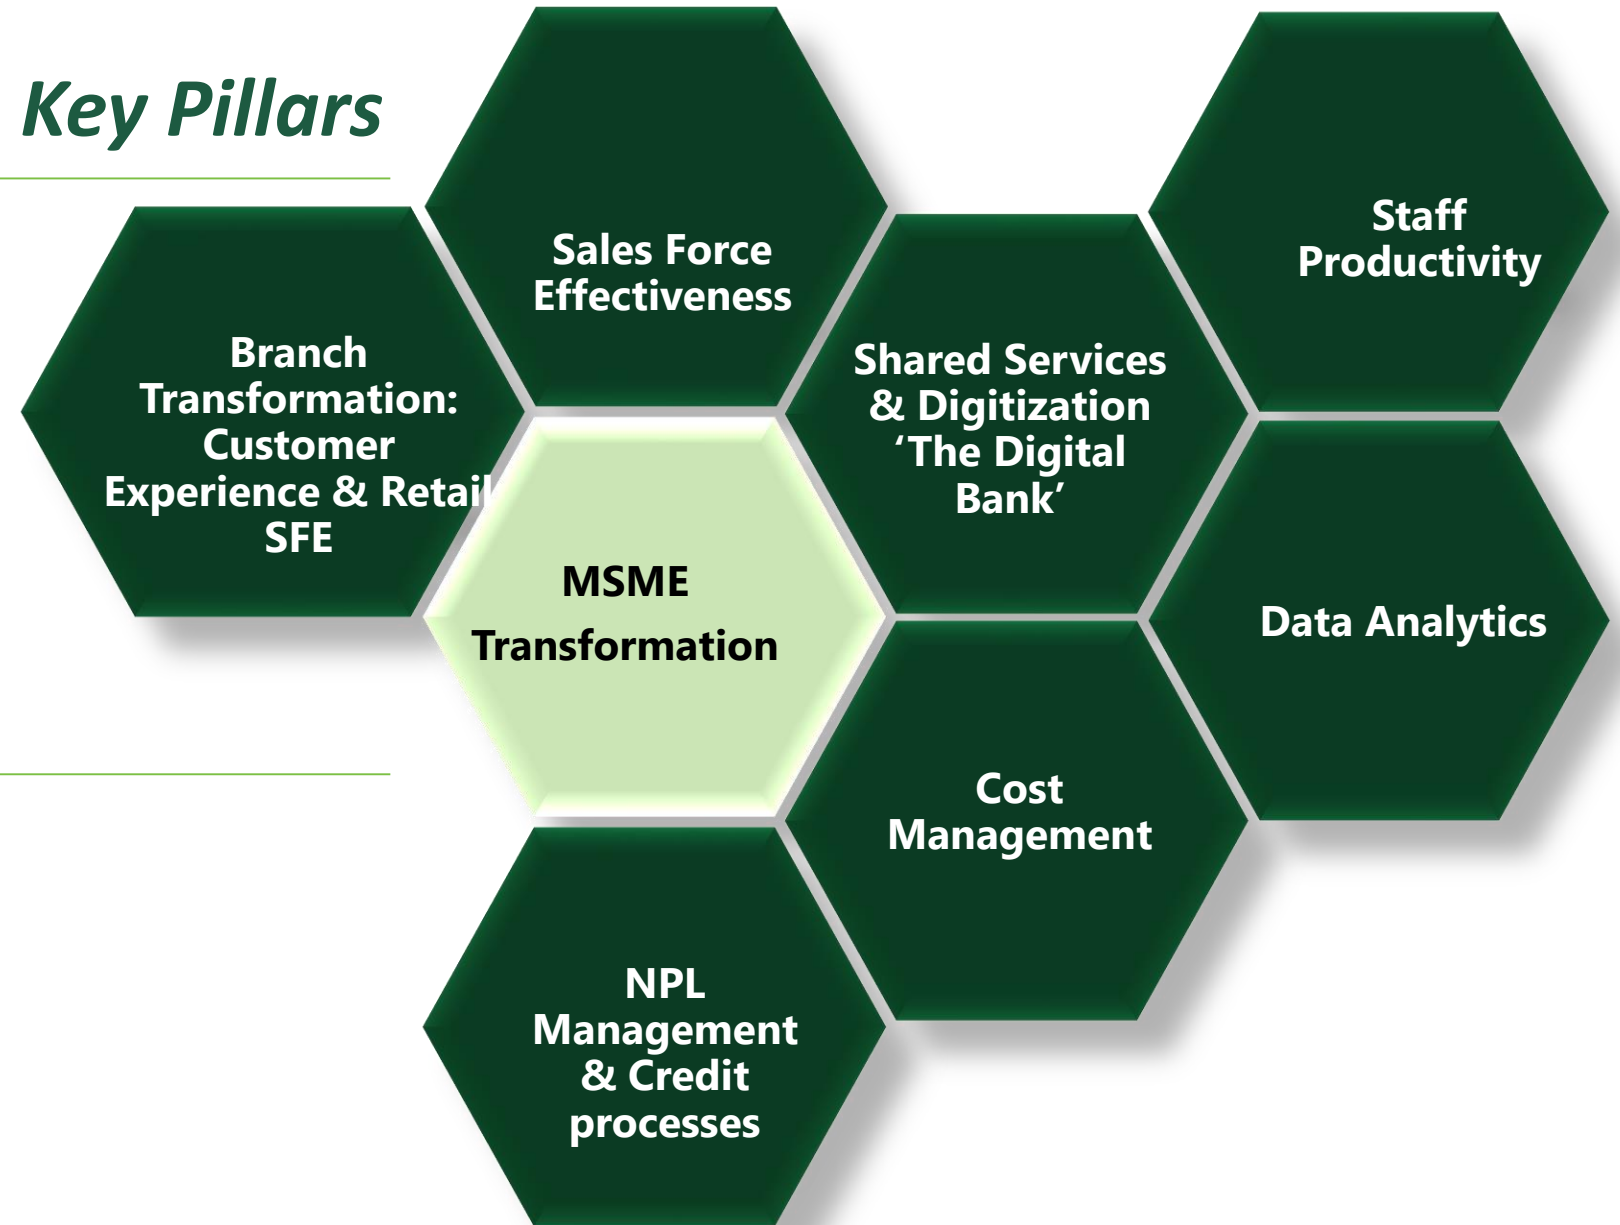 Key Pillars
Sales Force
Effectiveness
Staff
Productivity
Branch
Transformation:
Customer
Experience & Retail
SFE
Shared Services
& Digitization
‘The Digital
Bank’
MSME
Transformation
Data Analytics
Cost
Management
NPL
Management
& Credit
processes